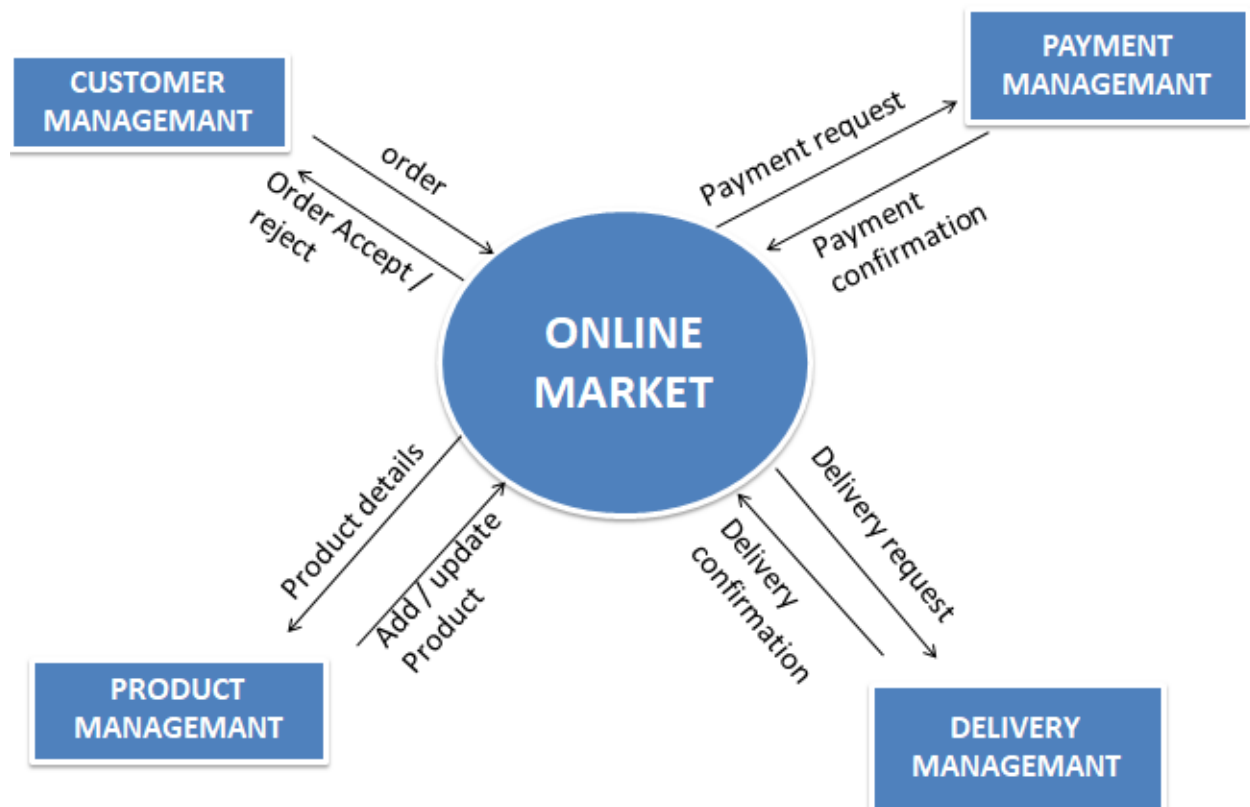 CUSTOMER
MANAGEMANT
PAYMENT
MANAGEMANT
order
Order Accept /
reject
Payment request
Payment
confirmation
ONLINE
MARKET
Product details
Add / update
Product
Delivery request
Delivery
confirmation
PRODUCT
MANAGEMANT
DELIVERY
MANAGEMANT